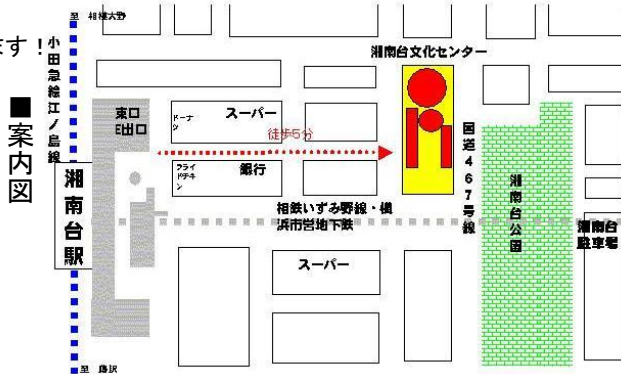 至 相模大野
ます！
小田急絵江ノ島線
■案内図
湘南台文化センター
東口
E出口
ドーナ
ツ
スーパー
徒歩5分
フライ
ドチキ
ン
銀行
国道467号線
湘南台駅
湘南台公園
相鉄いずみ野線・横
浜市営地下鉄
湘南台
駐車場
スーパー
至 藤沢